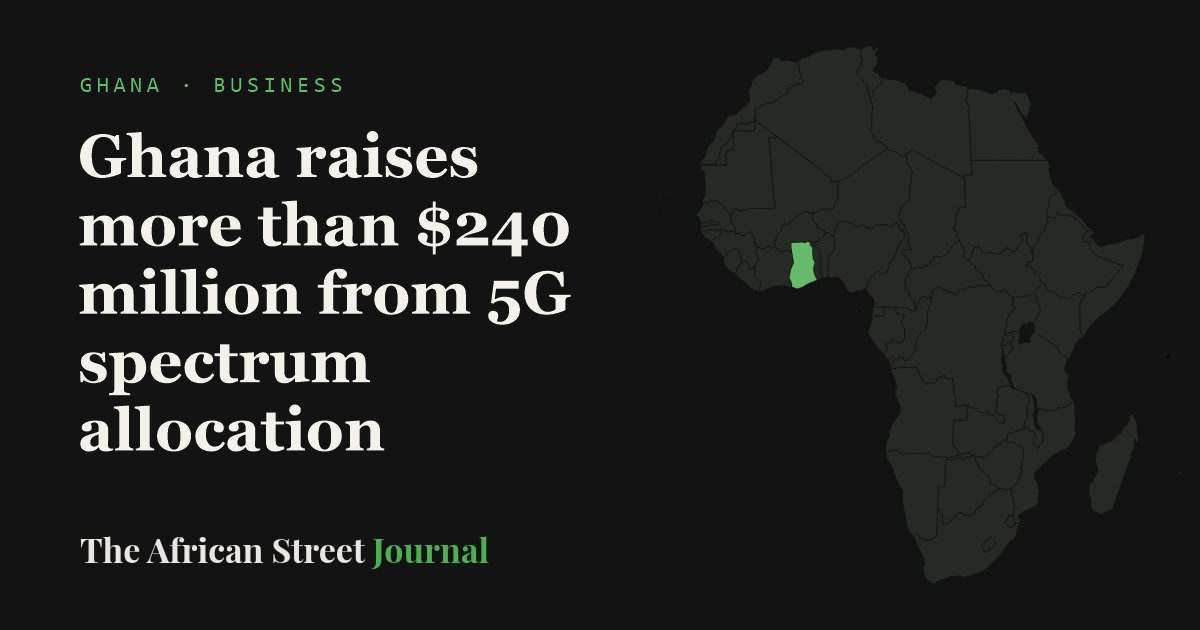 GHANA · BUSINESS
Ghana raises
more than $240
million from 5G
spectrum
allocation
The African Street Journal